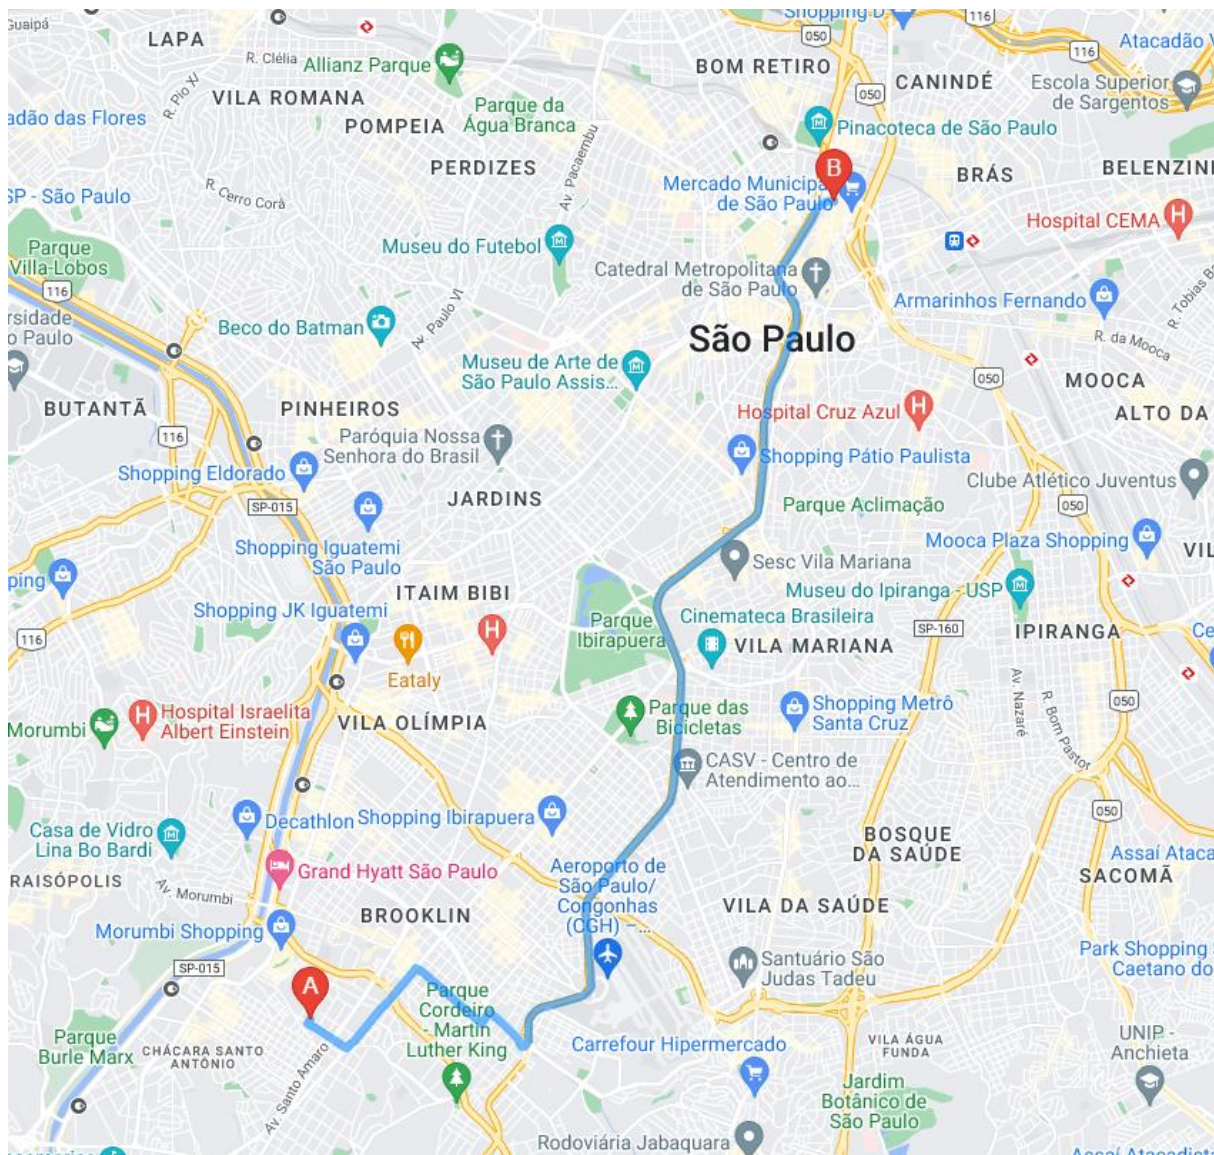 Guaipá
LAPA
R. Clélia
Allianz Parque
R. Pio XI
VILA ROMANA
Parque da
Água Branca
POMPEIA
PERDIZES
Av. Pacaembu
BOM RETIRO
Shopping D
050
116
116
Atacadão
CANINDÉ
050
Escola Superior
de Sargentos
Pinacoteca de São Paulo
BRÁS
BELENZIN
B
Mercado Municipa
de São Paulo
Hospital CEMA
adão das Flores
SP - São Paulo
R. Cerro Corà
Museu do Futebol
Parque
Villa-Lobos
116
Catedral Metropolitana
de São Paulo
Armarinhos Fernando
R. Tobias B
ersidade
o Paulo
Beco do Batman
Av. Paulo VI
São Paulo
R. da Mooca
Museu de Arte de
São Paulo Assis...
050
MOOCA
BUTANTÃ
PINHEIROS
Hospital Cruz Azul
ALTO DA
116
Paróquia Nossa
Senhora do Brasil
Shopping Pátio Paulista
Shopping Eldorado
Clube Atlético Juventus
JARDINS
SP-015
Parque Aclimação
050
Shopping Iguatemi
São Paulo
Mooca Plaza Shopping
VIL
Sesc Vila Mariana
ping
ITAIM BIBI
Museu do Ipiranga - USP
Shopping JK Iguatemi
Parque
Ibirapuera
Cinemateca Brasileira
116
SP-160
IPIRANGA
Ce
VILA MARIANA
Eataly
Av. Nazaré
R. Bom Pastor
Morumbi
Hospital Israelita
Albert Einstein
VILA OLÍMPIA
Parque das
Bicicletas
Shopping Metrô
Santa Cruz
050
CASV - Centro de
Atendimento ao...
Decathlon
Shopping Ibirapuera
050
Casa de Vidro
Lina Bo Bardi
BOSQUE
DA SAÚDE
Assaí Ataca
Grand Hyatt São Paulo
Aeroporto de
São Paulo/
Congonhas
(CGH) –...
RAISÓPOLIS
Av. Morumbi
SACOMÃ
BROOKLIN
VILA DA SAÚDE
Morumbi Shopping
Park Shopping
Caetano do
SP-015
Santuário São
Judas Tadeu
A
Parque
Cordeiro
- Martin
Luther King
Parque
Burle Marx
CHÁCARA SANTO
ANTÔNIO
Av. Santo Amaro
Carrefour Hipermercado
VILA ÁGUA
FUNDA
UNIP -
Anchieta
Jardim
Botânico de
São Paulo
Rodoviária Jabaquara